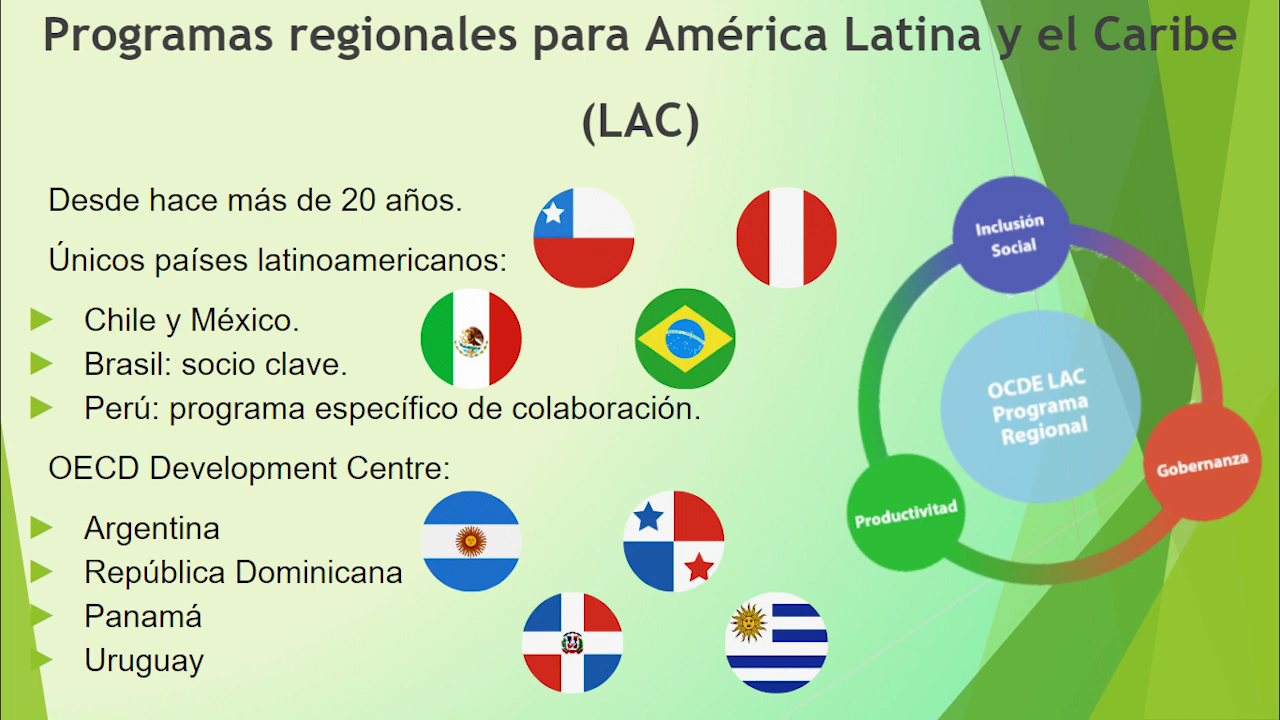 Programas regionales para América Latina y el Caribe
(LAC)
Desde hace más de 20 años.
Únicos países latinoamericanos:
Chile y México.
Brasil: socio clave.
Perú: programa específico de colaboración.
OECD Development Centre:
Argentina
República Dominicana
Panamá
Uruguay
Inclusión
Social
OCDE LAC
Programa
Regional
Gobernanza
Productivitad